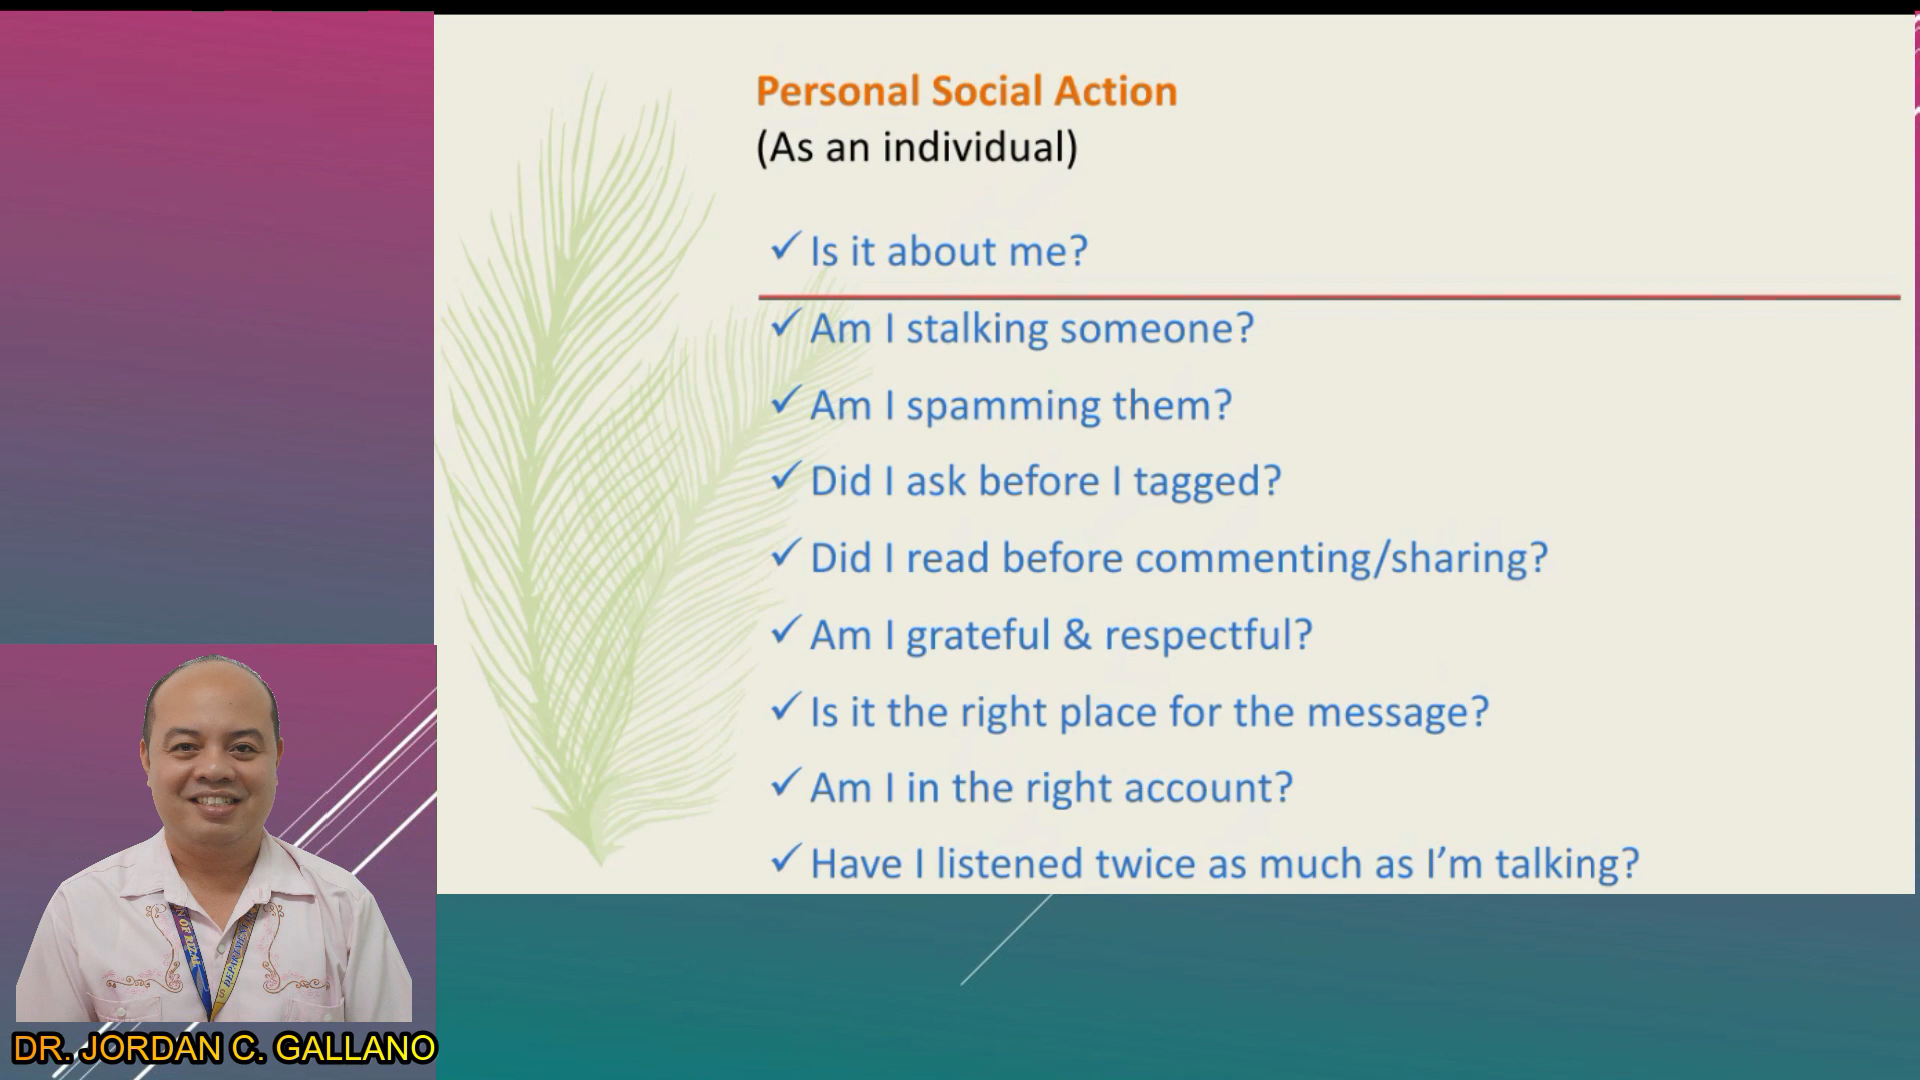 Personal Social Action
(As an individual)
✓ Is it about me?
✓ Am I stalking someone?
✓ Am I spamming them?
✓ Did I ask before I tagged?
✓ Did I read before commenting/sharing?
✓ Am I grateful & respectful?
✓ Is it the right place for the message?
✓ Am I in the right account?
✓ Have I listened twice as much as I’m talking?
OF RIZAL
DR. JORDAN C. GALLANO